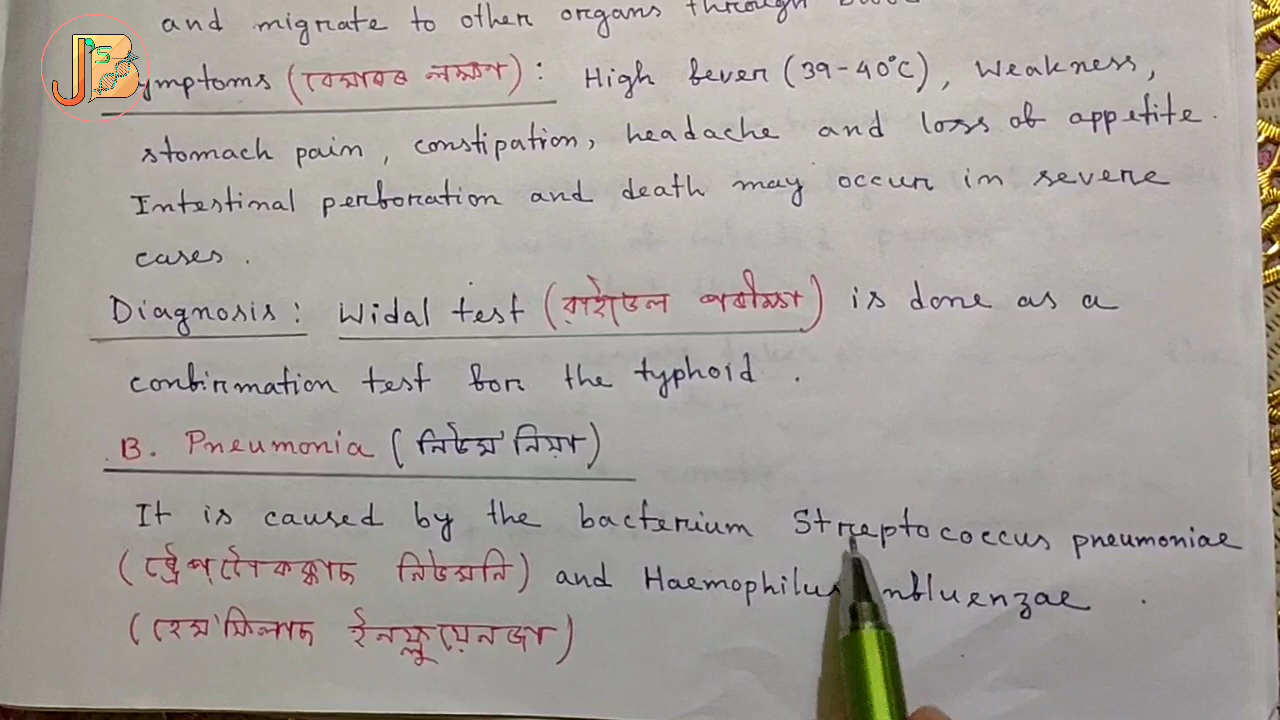 and migrate to other organs through
J's B
ymptoms (বেমাৰৰ লক্ষণ) : High fever (39-40°C), Weakness,
stomach pain, constipation, headache and loss of appetite.
Intestinal perforation and death may occur in severe
cases.
Diagnosis: Widal test (ৱাইডেল পৰীক্ষা) is done as a
confirmation test for the typhoid.
B. Pneumonia (নিউম'নিয়া)
It is caused by the bacterium Streptococcus pneumoniae
(ষ্ট্ৰেপ্টোকক্কাছ নিউমনি) and Haemophilus nfluenzae.
(হেম'ফিলাছ ইনফ্লুয়েনজা)